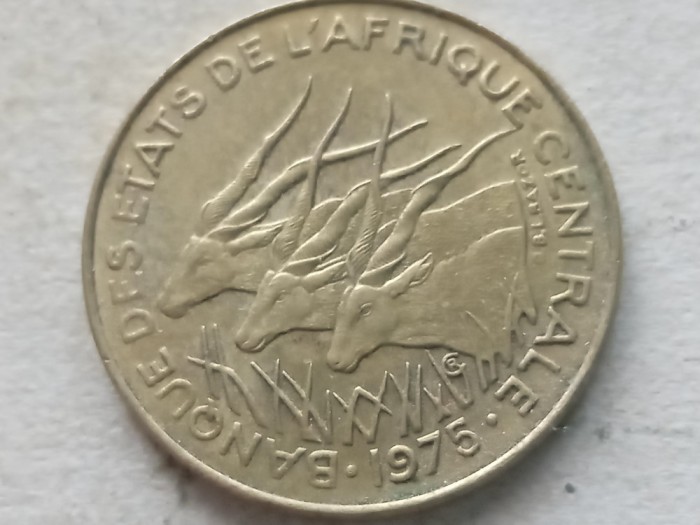 BANQUE DES ETATS DE L'AFRIQUE CENTRALE
· 1975 ·